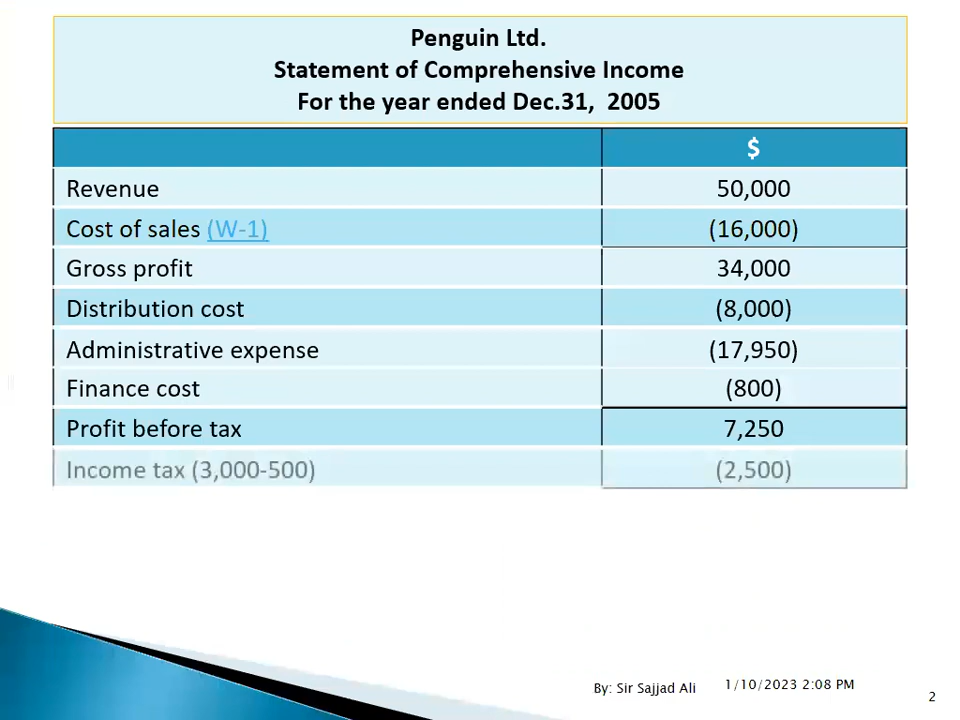 Penguin Ltd.
Statement of Comprehensive Income
For the year ended Dec.31, 2005
$
Revenue 50,000
Cost of sales (W-1) (16,000)
Gross profit 34,000
Distribution cost (8,000)
Administrative expense (17,950)
Finance cost (800)
Profit before tax 7,250
Income tax (3,000-500) (2,500)
By: Sir Sajjad Ali 1/10/2023 2:08 PM 2